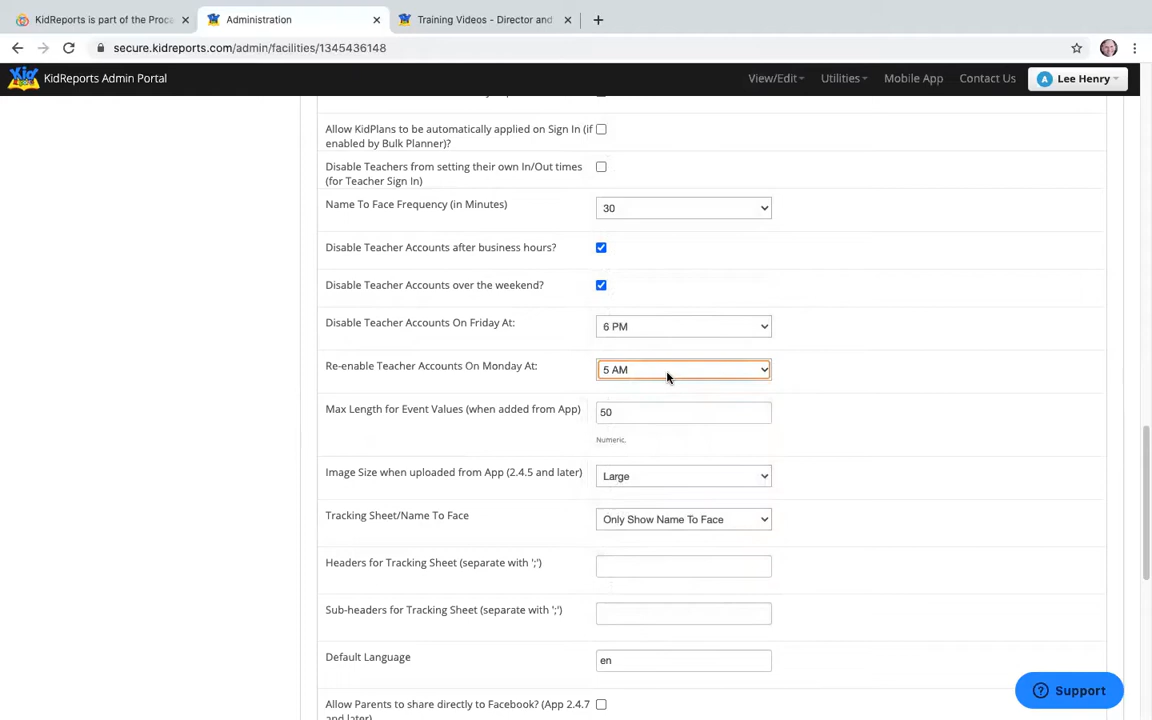 KidReports is part of the Proc
Administration
Training Videos - Director and
secure.kidreports.com/admin/facilities/1345436148
KidReports Admin Portal
View/Edit
Utilities
Mobile App
Contact Us
A
Lee Henry
Allow KidPlans to be automatically applied on Sign In (if
enabled by Bulk Planner)?
Disable Teachers from setting their own In/Out times
(for Teacher Sign In)
Name To Face Frequency (in Minutes)
30
Disable Teacher Accounts after business hours?
Disable Teacher Accounts over the weekend?
Disable Teacher Accounts On Friday At:
6 PM
Re-enable Teacher Accounts On Monday At:
5 AM
Max Length for Event Values (when added from App)
50
Numeric.
Image Size when uploaded from App (2.4.5 and later)
Large
Tracking Sheet/Name To Face
Only Show Name To Face
Headers for Tracking Sheet (separate with ';')
Sub-headers for Tracking Sheet (separate with ';')
Default Language
en
Allow Parents to share directly to Facebook? (App 2.4.7
and later)
Support